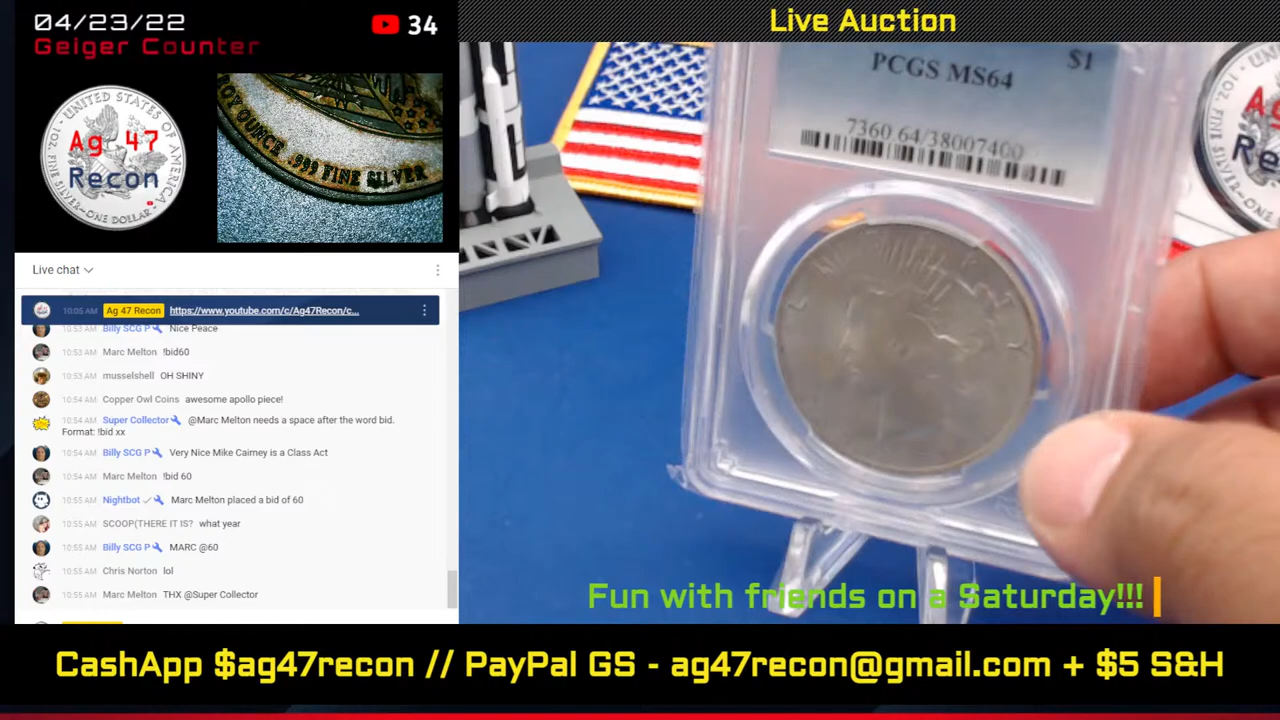 04/23/22
34
Geiger Counter
UNITED STATES OF AMERICA
Ag 47
Recon
1 OZ. FINE SILVER~ONE DOLLAR
OY OUNCE .999 FINE SILVER
Live chat
10:05 AM Ag 47 Recon https://www.youtube.com/c/Ag47Recon/c...
10:53 AM Billy SCG P Nice Peace
10:53 AM Marc Melton !bid60
10:53 AM musselshell OH SHINY
10:54 AM Copper Owl Coins awesome apollo piece!
10:54 AM Super Collector @Marc Melton needs a space after the word bid.
Format: !bid xx
10:54 AM Billy SCG P Very Nice Mike Cairney is a Class Act
10:54 AM Marc Melton !bid 60
10:55 AM Nightbot Marc Melton placed a bid of 60
10:55 AM SCOOP(THERE IT IS? what year
10:55 AM Billy SCG P MARC @60
10:55 AM Chris Norton lol
10:55 AM Marc Melton THX @Super Collector
Live Auction
$1
PCGS MS64
7360.64/38007400
Fun with friends on a Saturday!!!
CashApp $ag47recon // PayPal GS - ag47recon@gmail.com + $5 S&H